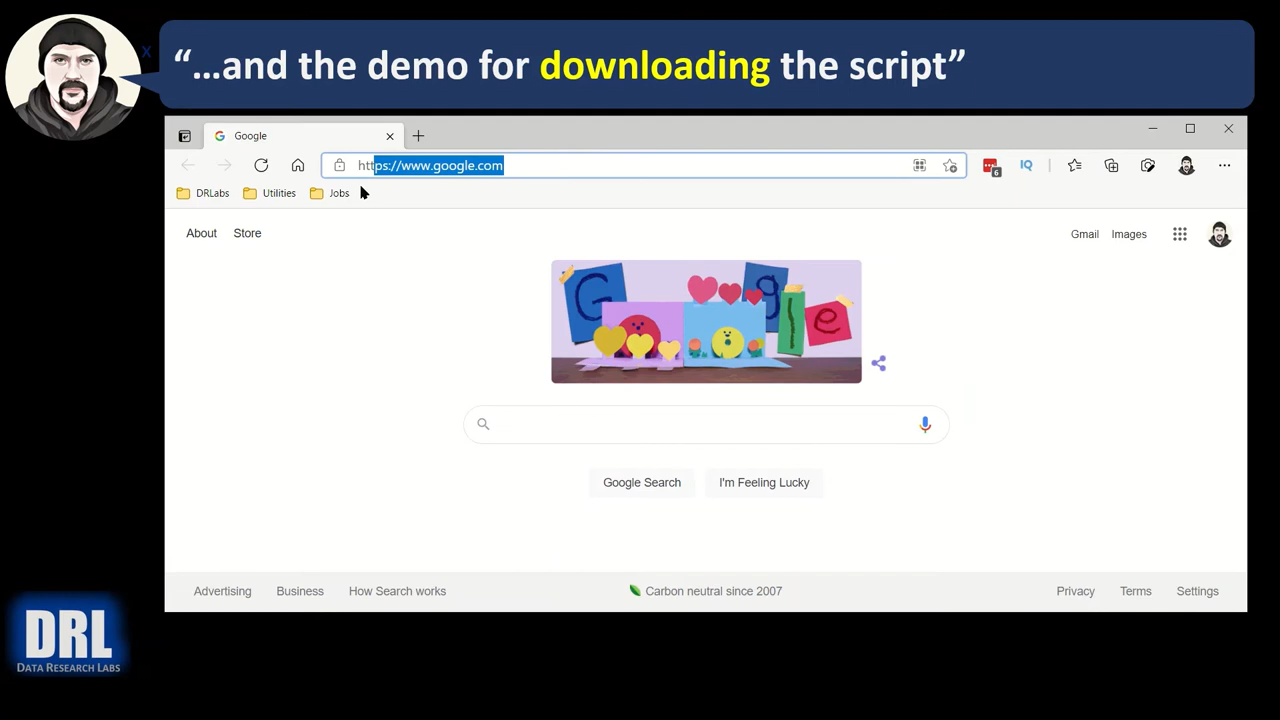 x
“...and the demo for downloading the script”
Google
https://www.google.com
6
IQ
DRLabs
Utilities
Jobs
About
Store
Gmail
Images
G
g
l
e
Google Search
I'm Feeling Lucky
Advertising
Business
How Search works
Carbon neutral since 2007
Privacy
Terms
Settings
DRL
DATA RESEARCH LABS